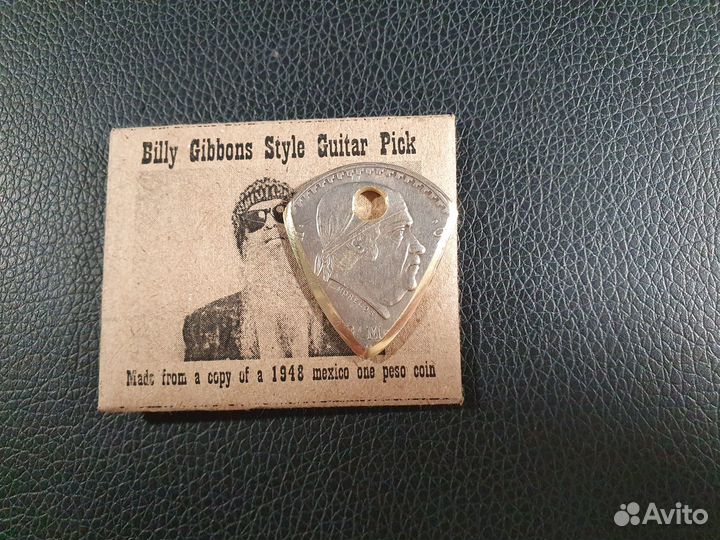 Billy Gibbons Style Guitar Pick
M
Made from a copy of a 1948 mexico one peso coin
Avito